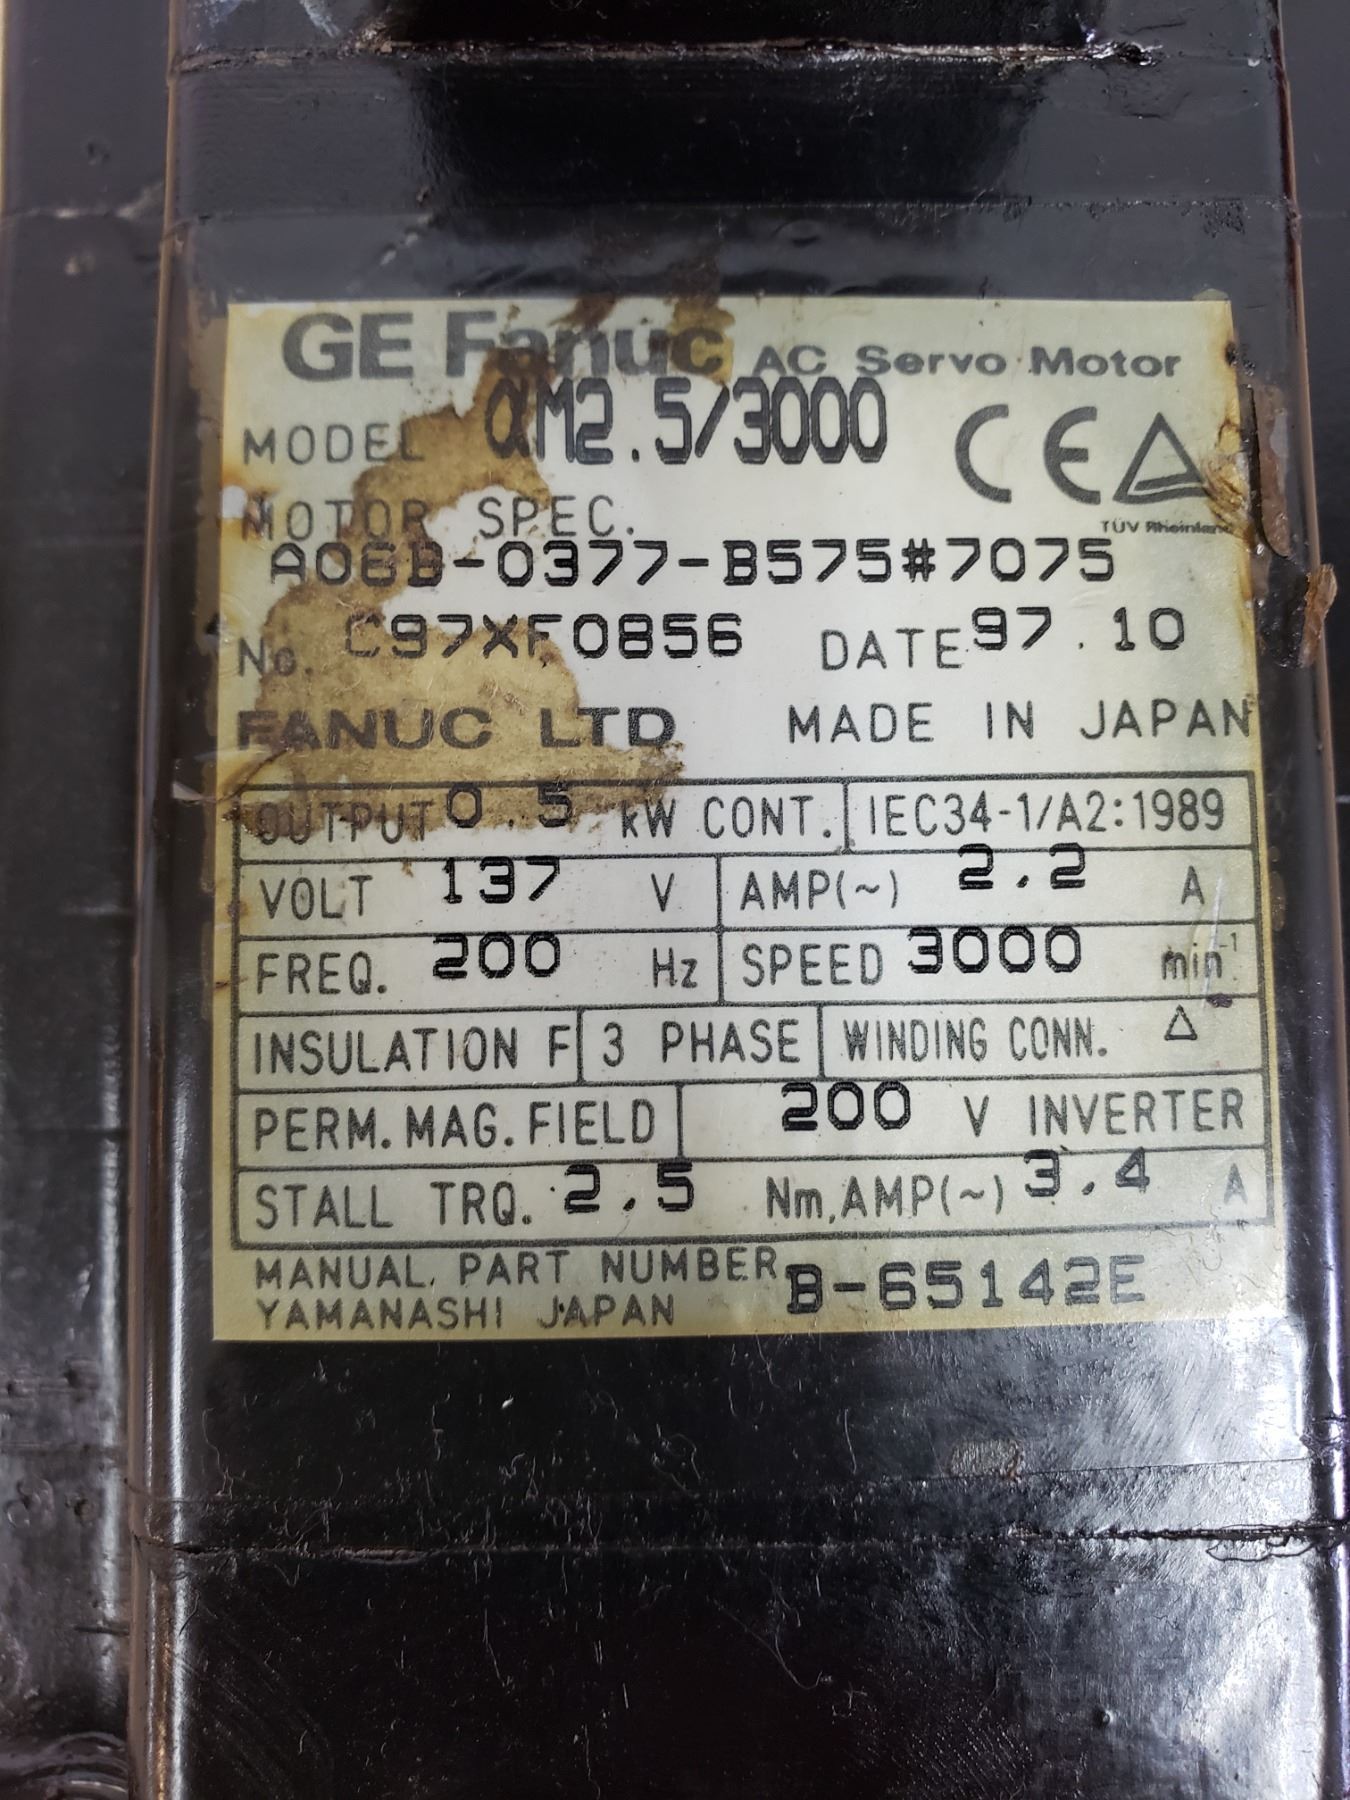 GE Fanuc AC Servo Motor
MODEL αM2.5/3000 CE
TÜV Rheinland
MOTOR SPEC.
A06B-0377-B575#7075
No. C97XF0856 DATE 97.10
FANUC LTD MADE IN JAPAN
OUTPUT 0.5 kW CONT. IEC34-1/A2:1989
VOLT 137 V AMP(~) 2.2 A
FREQ. 200 Hz SPEED 3000 min⁻¹
INSULATION F 3 PHASE WINDING CONN. △
PERM.MAG.FIELD 200 V INVERTER
STALL TRQ. 2.5 Nm,AMP(~) 3.4 A
MANUAL. PART NUMBER. B-65142E
YAMANASHI JAPAN